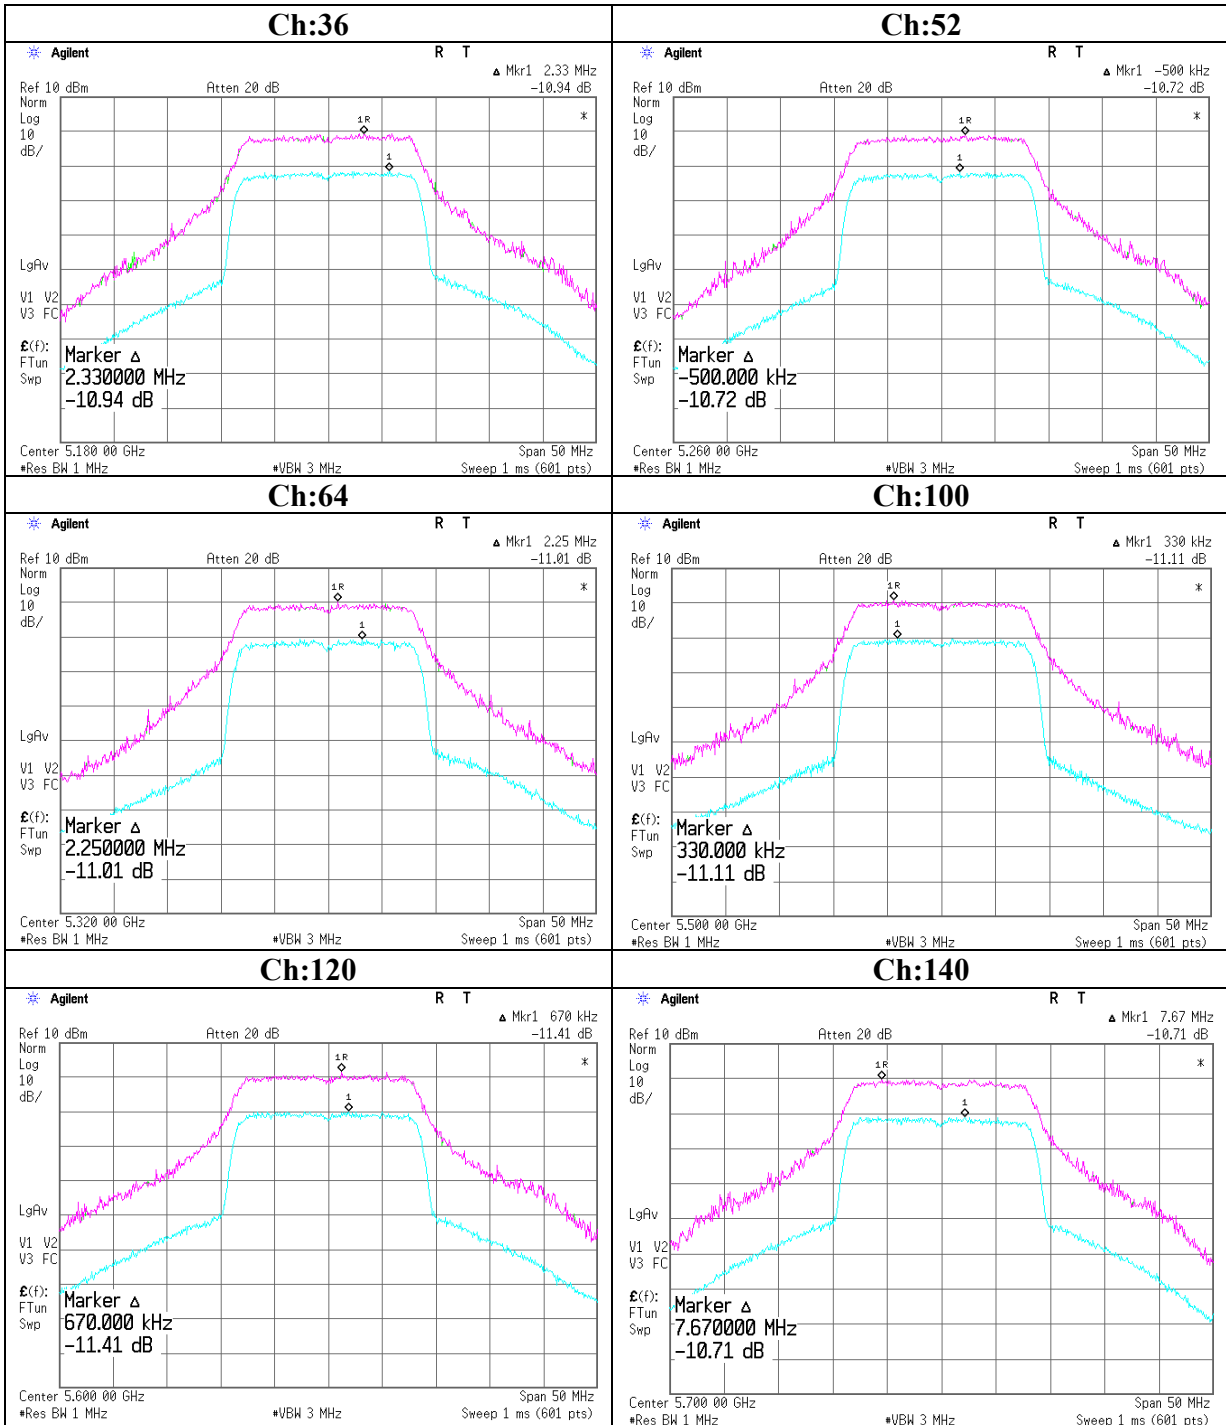 Ch:36
Agilent R T
Δ Mkr1 2.33 MHz
Ref 10 dBm Atten 20 dB -10.94 dB
Norm
Log
10
dB/
1R
1
*
LgAv
V1 V2
V3 FC
£(f):
FTun
Swp
Marker Δ
2.330000 MHz
-10.94 dB
Center 5.180 00 GHz Span 50 MHz
#Res BW 1 MHz #VBW 3 MHz Sweep 1 ms (601 pts)
Ch:52
Agilent R T
Δ Mkr1 -500 kHz
Ref 10 dBm Atten 20 dB -10.72 dB
Norm
Log
10
dB/
1R
1
*
LgAv
V1 V2
V3 FC
£(f):
FTun
Swp
Marker Δ
-500.000 kHz
-10.72 dB
Center 5.260 00 GHz Span 50 MHz
#Res BW 1 MHz #VBW 3 MHz Sweep 1 ms (601 pts)
Ch:64
Agilent R T
Δ Mkr1 2.25 MHz
Ref 10 dBm Atten 20 dB -11.01 dB
Norm
Log
10
dB/
1R
1
*
LgAv
V1 V2
V3 FC
£(f):
FTun
Swp
Marker Δ
2.250000 MHz
-11.01 dB
Center 5.320 00 GHz Span 50 MHz
#Res BW 1 MHz #VBW 3 MHz Sweep 1 ms (601 pts)
Ch:100
Agilent R T
Δ Mkr1 330 kHz
Ref 10 dBm Atten 20 dB -11.11 dB
Norm
Log
10
dB/
1R
1
*
LgAv
V1 V2
V3 FC
£(f):
FTun
Swp
Marker Δ
330.000 kHz
-11.11 dB
Center 5.500 00 GHz Span 50 MHz
#Res BW 1 MHz #VBW 3 MHz Sweep 1 ms (601 pts)
Ch:120
Agilent R T
Δ Mkr1 670 kHz
Ref 10 dBm Atten 20 dB -11.41 dB
Norm
Log
10
dB/
1R
1
*
LgAv
V1 V2
V3 FC
£(f):
FTun
Swp
Marker Δ
670.000 kHz
-11.41 dB
Center 5.600 00 GHz Span 50 MHz
#Res BW 1 MHz #VBW 3 MHz Sweep 1 ms (601 pts)
Ch:140
Agilent R T
Δ Mkr1 7.67 MHz
Ref 10 dBm Atten 20 dB -10.71 dB
Norm
Log
10
dB/
1R
1
*
LgAv
V1 V2
V3 FC
£(f):
FTun
Swp
Marker Δ
7.670000 MHz
-10.71 dB
Center 5.700 00 GHz Span 50 MHz
#Res BW 1 MHz #VBW 3 MHz Sweep 1 ms (601 pts)